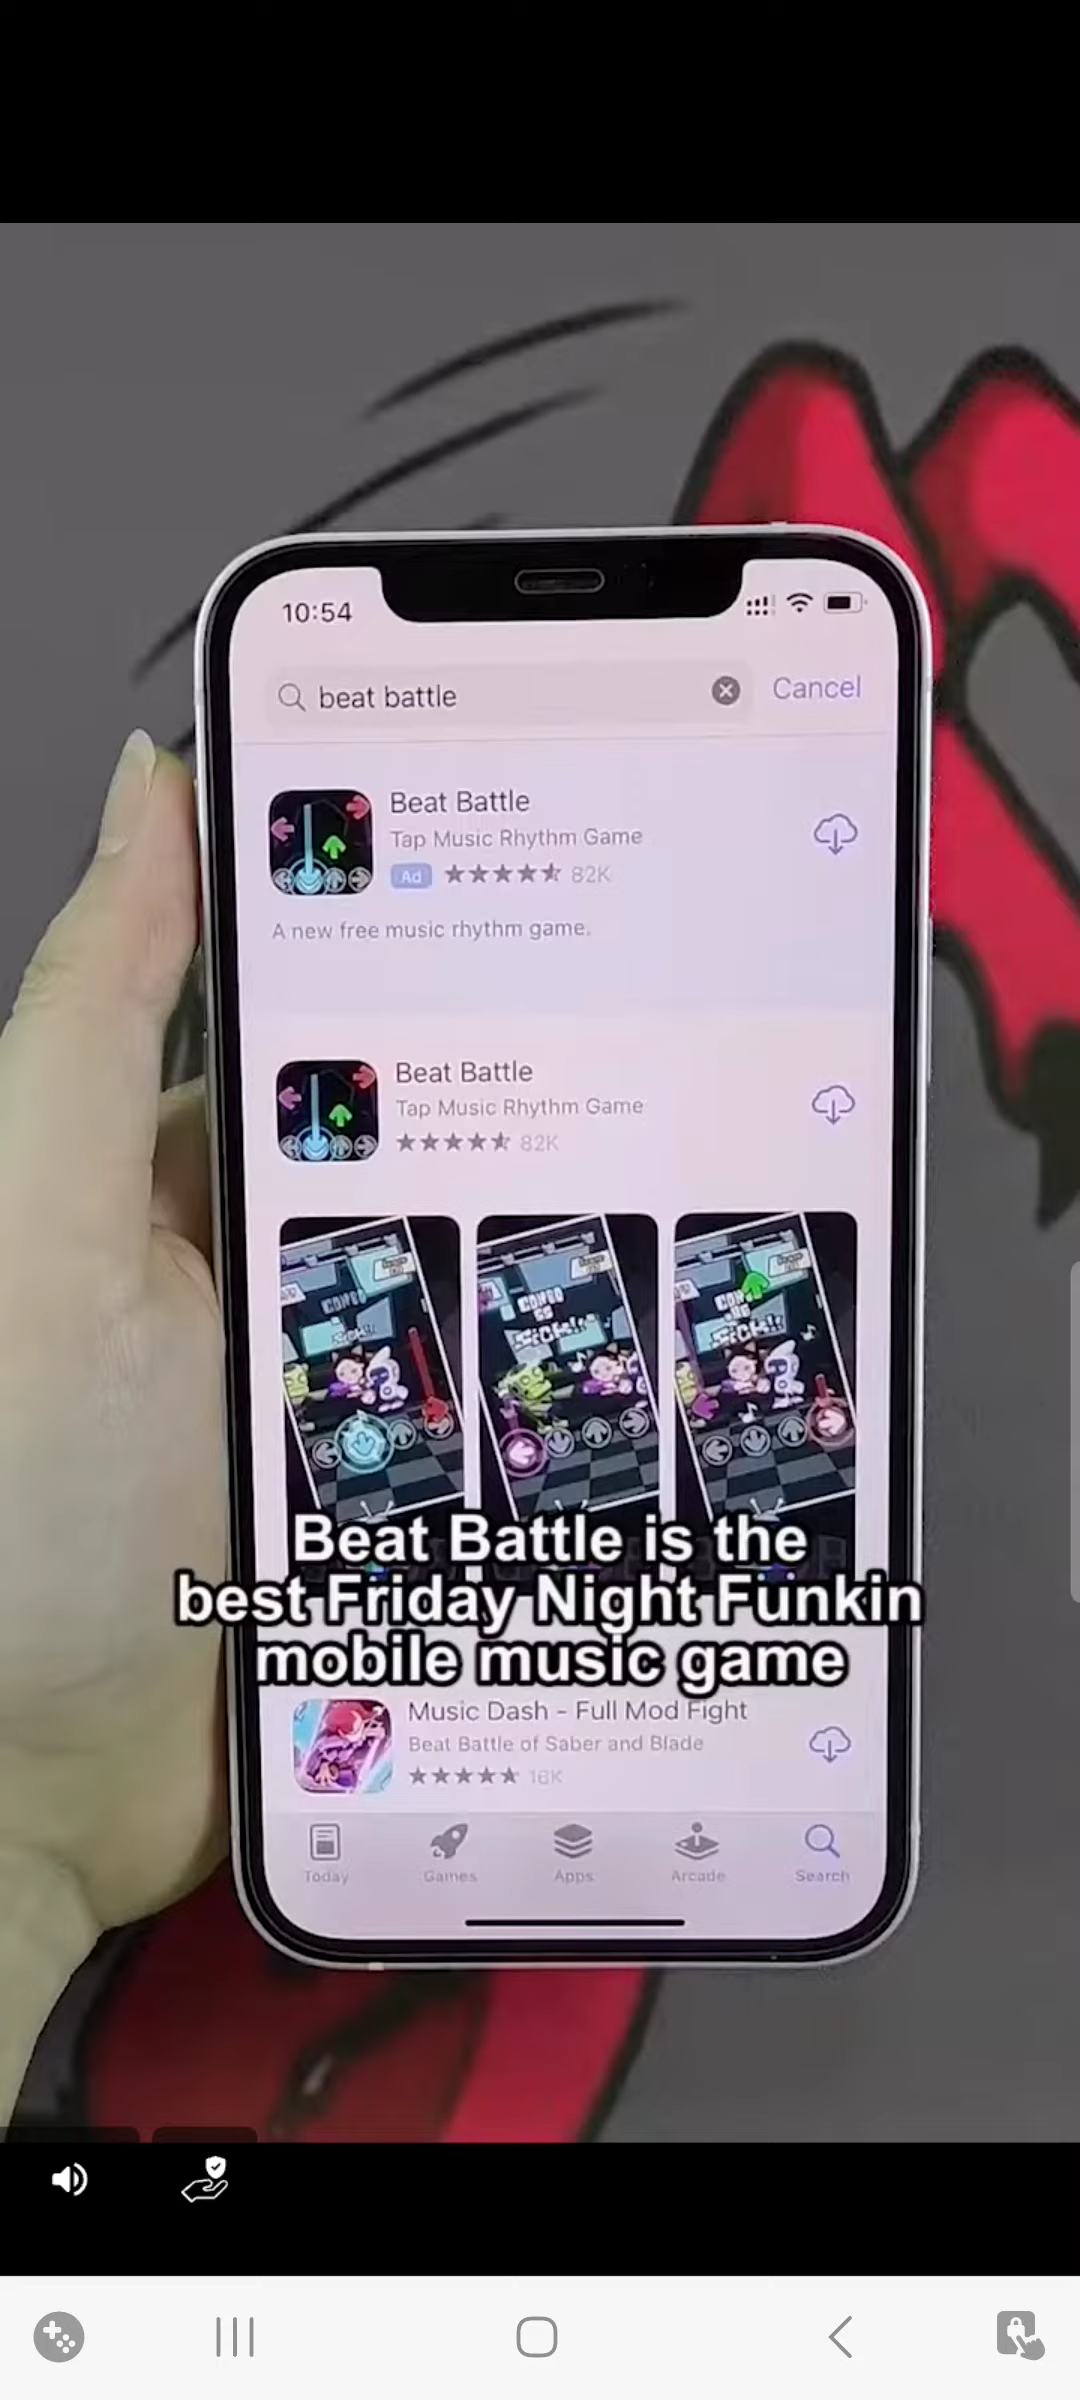 10:54
beat battle
Cancel
Beat Battle
Tap Music Rhythm Game
Ad
82K
A new free music rhythm game.
Beat Battle
Tap Music Rhythm Game
82K
Beat Battle is the
best Friday Night Funkin
mobile music game
Music Dash - Full Mod Fight
Beat Battle of Saber and Blade
16K
Today
Games
Apps
Arcade
Search